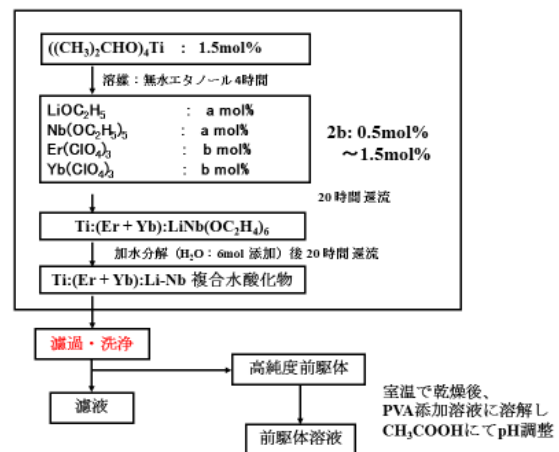 ((CH3)2CHO)4Ti : 1.5mol%
溶媒：無水エタノール4時間
LiOC2H5 : a mol%
Nb(OC2H5)5 : a mol%
Er(ClO4)3 : b mol%
Yb(ClO4)3 : b mol%
2b: 0.5mol%
～1.5mol%
20時間還流
Ti:(Er + Yb):LiNb(OC2H4)6
加水分解（H2O：6mol 添加）後 20時間 還流
Ti:(Er + Yb):Li-Nb 複合水酸化物
濾過・洗浄
高純度前駆体
濾液
前駆体溶液
室温で乾燥後、
PVA添加溶液に溶解し
CH3COOHにてpH調整